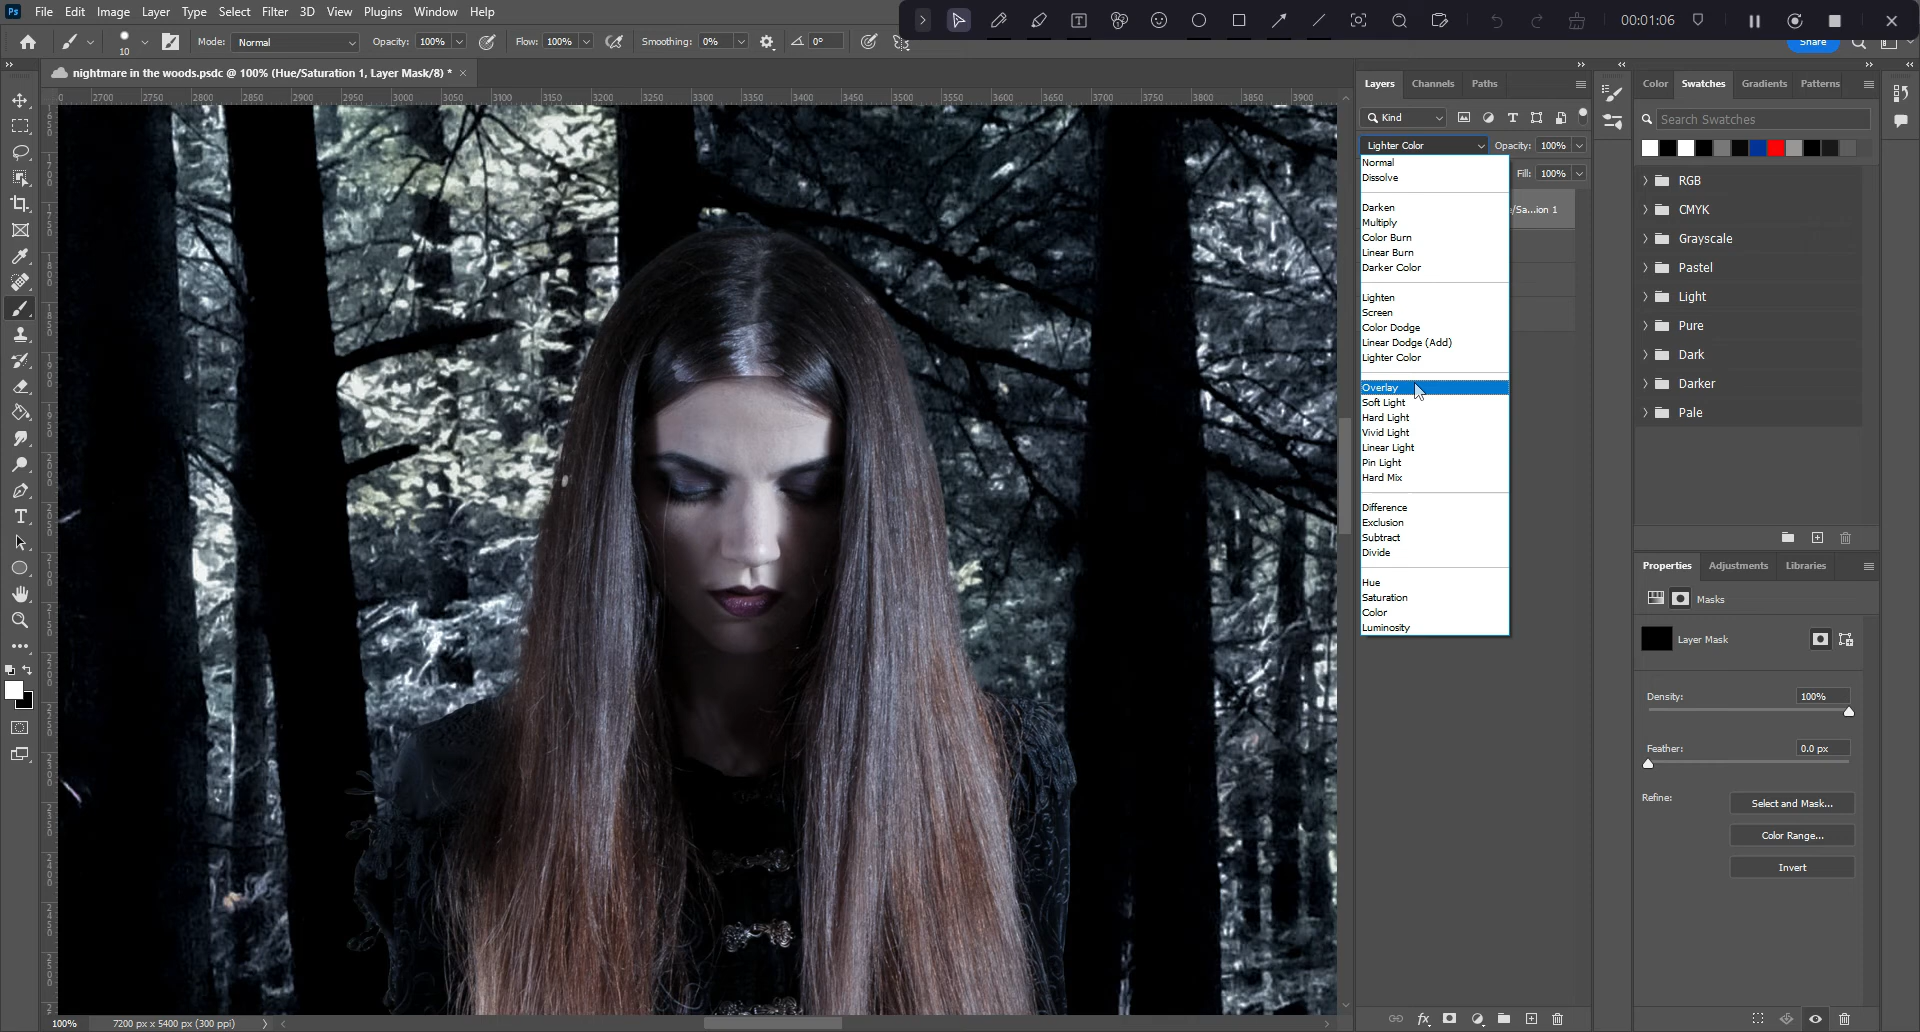 Ps File Edit Image Layer Type Select Filter 3D View Plugins Window Help
00:01:06
10 Mode: Normal Opacity: 100% Flow: 100% Smoothing: 0% 0° Share
nightmare in the woods.psdc @ 100% (Hue/Saturation 1, Layer Mask/8) *
0 2700 2750 2800 2850 2900 2950 3000 3050 3100 3150 3200 3250 3300 3350 3400 3450 3500 3550 3600 3650 3700 3750 3800 3850 3900
Layers Channels Paths
Kind
Lighter Color Opacity: 100%
Fill: 100%
/Sa...ion 1
Normal
Dissolve
Darken
Multiply
Color Burn
Linear Burn
Darker Color
Lighten
Screen
Color Dodge
Linear Dodge (Add)
Lighter Color
Overlay
Soft Light
Hard Light
Vivid Light
Linear Light
Pin Light
Hard Mix
Difference
Exclusion
Subtract
Divide
Hue
Saturation
Color
Luminosity
Color Swatches Gradients Patterns
Search Swatches
RGB
CMYK
Grayscale
Pastel
Light
Pure
Dark
Darker
Pale
Properties Adjustments Libraries
Masks
Layer Mask
Density: 100%
Feather: 0.0 px
Refine: Select and Mask...
Color Range...
Invert
100% 7200 px x 5400 px (300 ppi)
fx